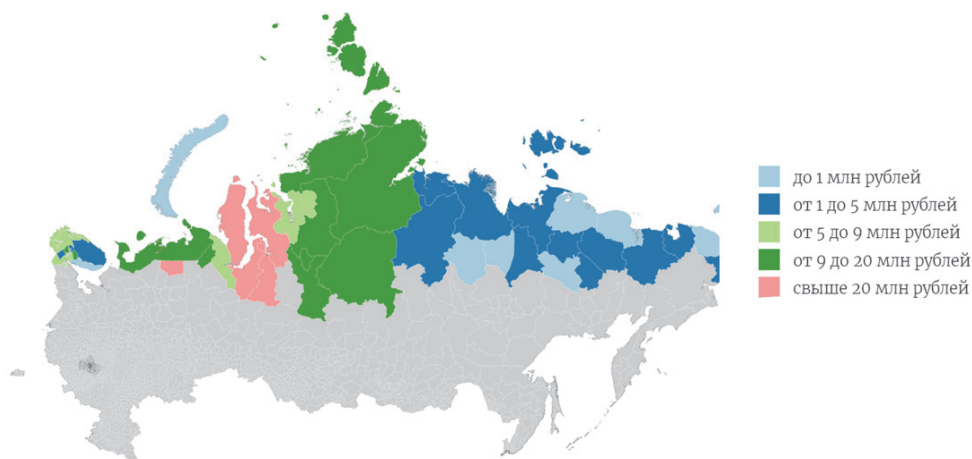 до 1 млн рублей
от 1 до 5 млн рублей
от 5 до 9 млн рублей
от 9 до 20 млн рублей
свыше 20 млн рублей